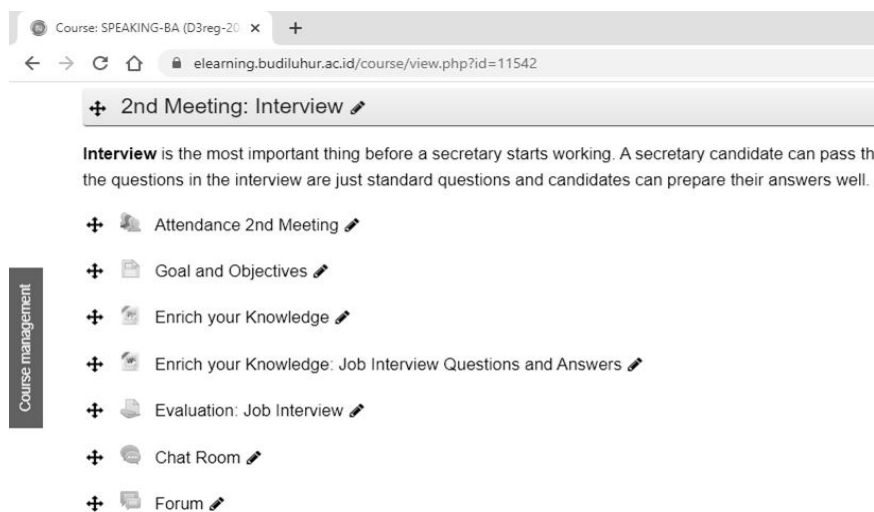 Course: SPEAKING-BA (D3reg-20
elearning.budiluhur.ac.id/course/view.php?id=11542
2nd Meeting: Interview
Interview is the most important thing before a secretary starts working. A secretary candidate can pass th
the questions in the interview are just standard questions and candidates can prepare their answers well.
Attendance 2nd Meeting
Goal and Objectives
Enrich your Knowledge
Enrich your Knowledge: Job Interview Questions and Answers
Course management
Evaluation: Job Interview
Chat Room
Forum